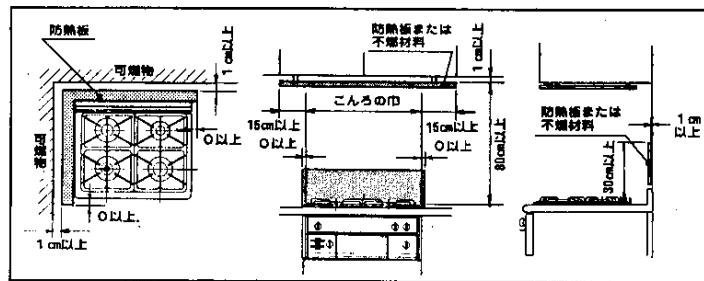 防熱板
可燃物
1cm以上
可燃物
0以上
0以上
1cm以上
防熱板または
不燃材料
1cm以上
こんろの巾
15cm以上
15cm以上
0以上
0以上
80cm以上
防熱板または
不燃材料
1cm
以上
30cm以上